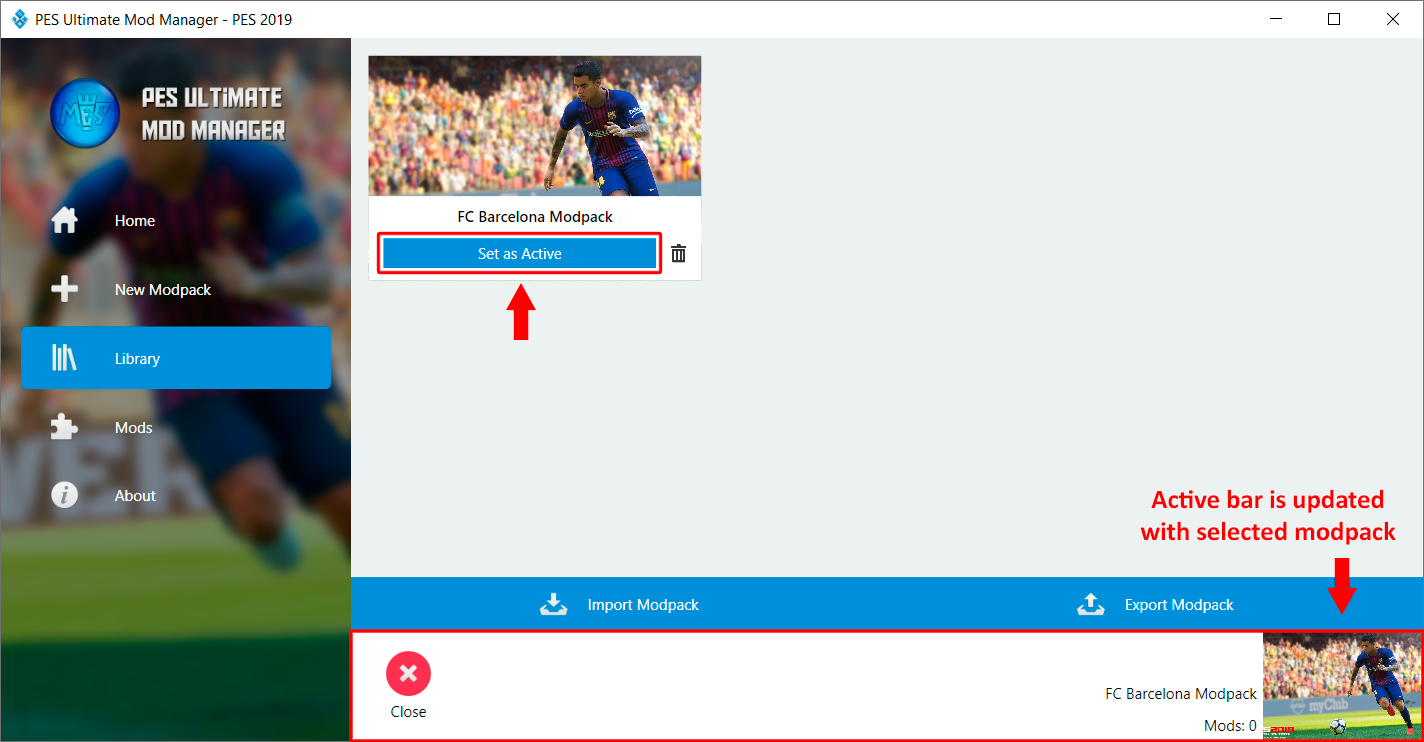 PES Ultimate Mod Manager - PES 2019
PES ULTIMATE
MOD MANAGER
Home
New Modpack
Library
Mods
About
FC Barcelona Modpack
Set as Active
Active bar is updated
with selected modpack
Import Modpack
Export Modpack
Close
FC Barcelona Modpack
Mods: 0
myClub